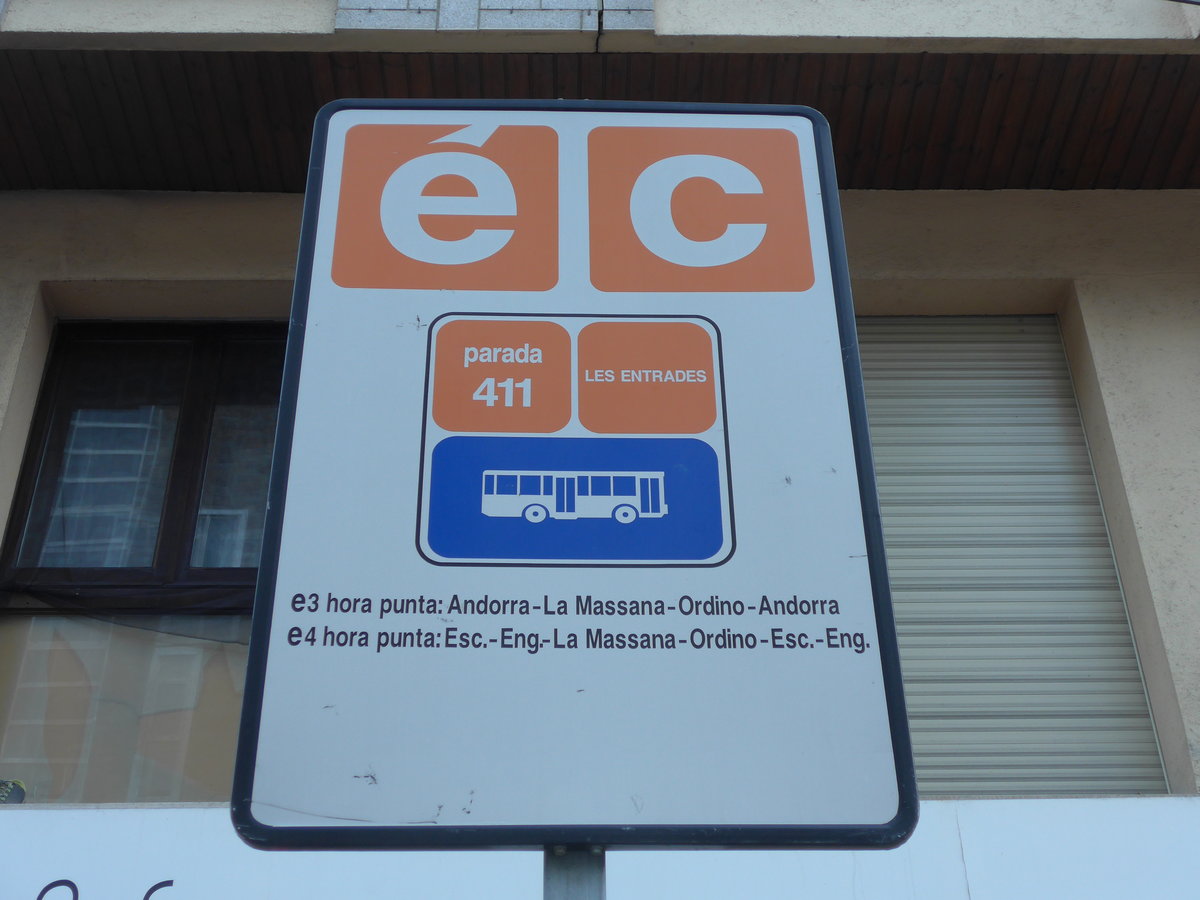 é c
parada
411
LES ENTRADES
e3 hora punta: Andorra-La Massana-Ordino-Andorra
e4 hora punta: Esc.-Eng.-La Massana-Ordino-Esc.-Eng.